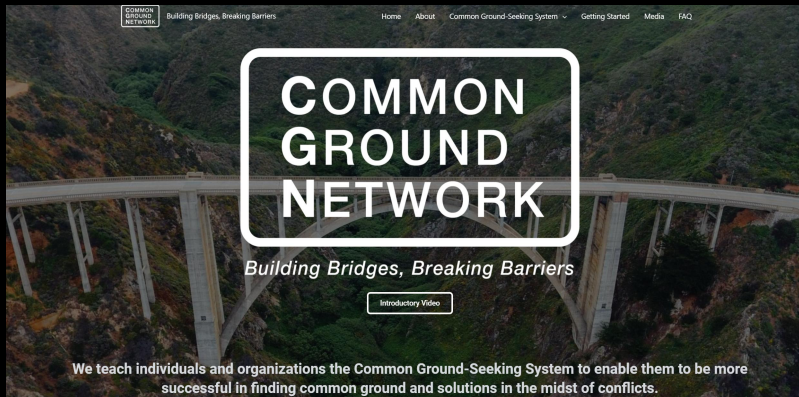 COMMON
GROUND
NETWORK
Building Bridges, Breaking Barriers
Home About Common Ground-Seeking System Getting Started Media FAQ
COMMON
GROUND
NETWORK
Building Bridges, Breaking Barriers
Introductory Video
We teach individuals and organizations the Common Ground-Seeking System to enable them to be more
successful in finding common ground and solutions in the midst of conflicts.